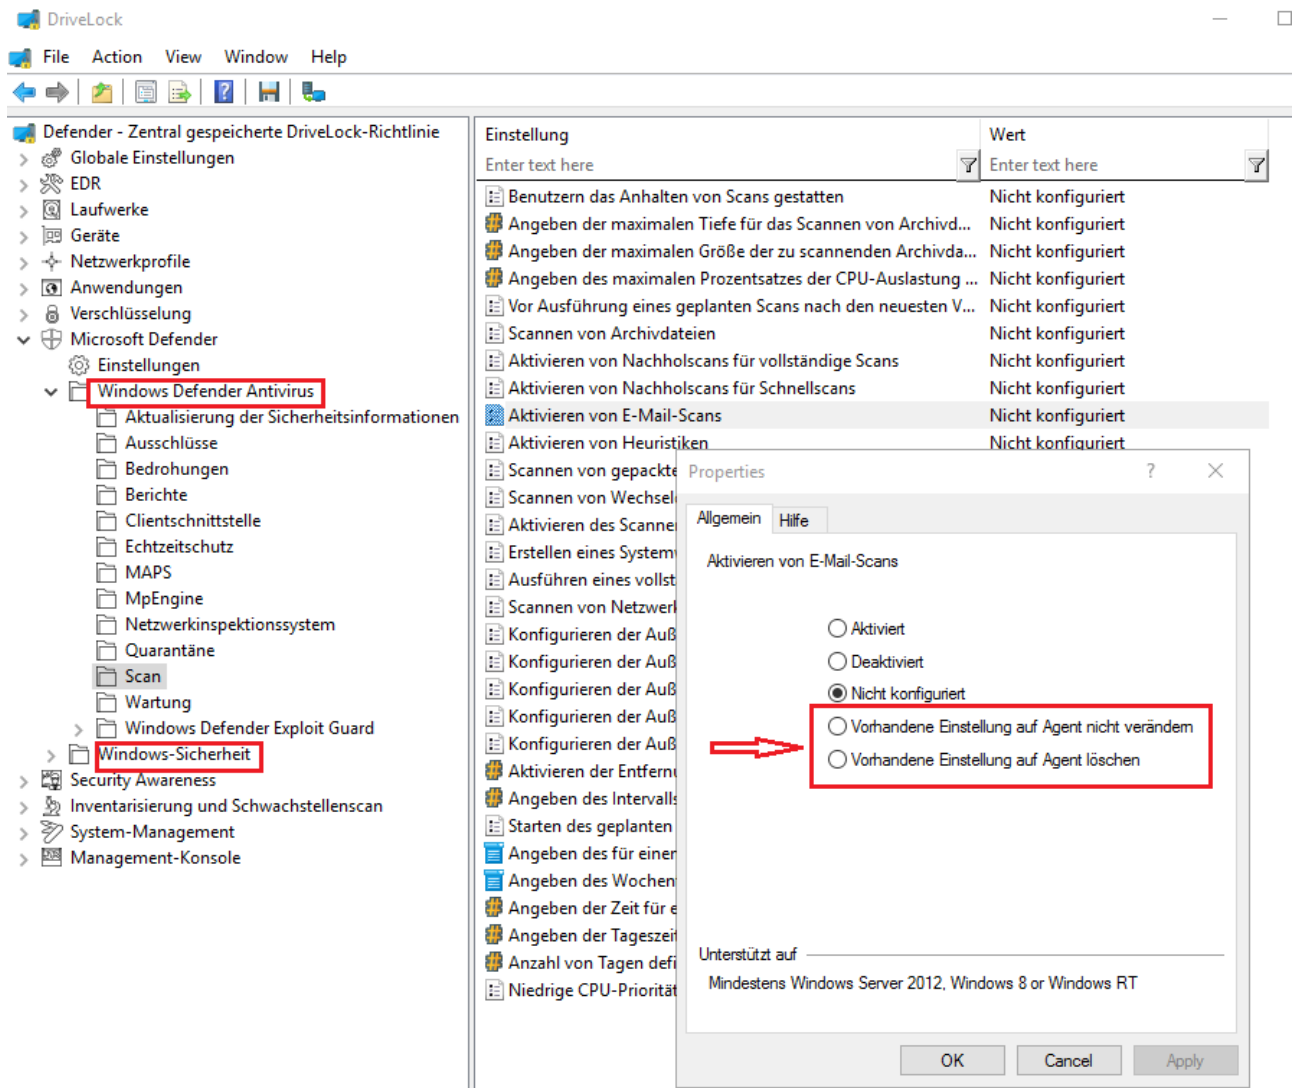 DriveLock
File Action View Window Help
Defender - Zentral gespeicherte DriveLock-Richtlinie
Globale Einstellungen
EDR
Laufwerke
Geräte
Netzwerkprofile
Anwendungen
Verschlüsselung
Microsoft Defender
Einstellungen
Windows Defender Antivirus
Aktualisierung der Sicherheitsinformationen
Ausschlüsse
Bedrohungen
Berichte
Clientschnittstelle
Echtzeitschutz
MAPS
MpEngine
Netzwerkinspektionssystem
Quarantäne
Scan
Wartung
Windows Defender Exploit Guard
Windows-Sicherheit
Security Awareness
Inventarisierung und Schwachstellenscan
System-Management
Management-Konsole
Einstellung Wert
Enter text here Enter text here
Benutzern das Anhalten von Scans gestatten Nicht konfiguriert
Angeben der maximalen Tiefe für das Scannen von Archivd... Nicht konfiguriert
Angeben der maximalen Größe der zu scannenden Archivda... Nicht konfiguriert
Angeben des maximalen Prozentsatzes der CPU-Auslastung ... Nicht konfiguriert
Vor Ausführung eines geplanten Scans nach den neuesten V... Nicht konfiguriert
Scannen von Archivdateien Nicht konfiguriert
Aktivieren von Nachholscans für vollständige Scans Nicht konfiguriert
Aktivieren von Nachholscans für Schnellscans Nicht konfiguriert
Aktivieren von E-Mail-Scans Nicht konfiguriert
Aktivieren von Heuristiken Nicht konfiguriert
Scannen von gepackte
Scannen von Wechsel
Aktivieren des Scanne
Erstellen eines System
Ausführen eines vollst
Scannen von Netzwerk
Konfigurieren der Auß
Konfigurieren der Auß
Konfigurieren der Auß
Konfigurieren der Auß
Konfigurieren der Auß
Aktivieren der Entfern
Angeben des Intervalls
Starten des geplanten
Angeben des für einen
Angeben des Wochen
Angeben der Zeit für e
Angeben der Tageszeit
Anzahl von Tagen defi
Niedrige CPU-Priorität
Properties ?
Allgemein Hilfe
Aktivieren von E-Mail-Scans
Aktiviert
Deaktiviert
Nicht konfiguriert
Vorhandene Einstellung auf Agent nicht verändern
Vorhandene Einstellung auf Agent löschen
Unterstützt auf
Mindestens Windows Server 2012, Windows 8 or Windows RT
OK Cancel Apply